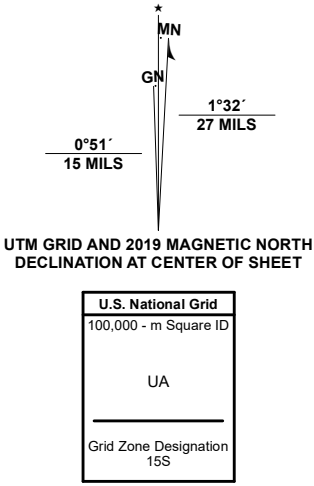 MN
GN
1°32´
27 MILS
0°51´
15 MILS
UTM GRID AND 2019 MAGNETIC NORTH
DECLINATION AT CENTER OF SHEET
U.S. National Grid
100,000 - m Square ID
UA
Grid Zone Designation
15S